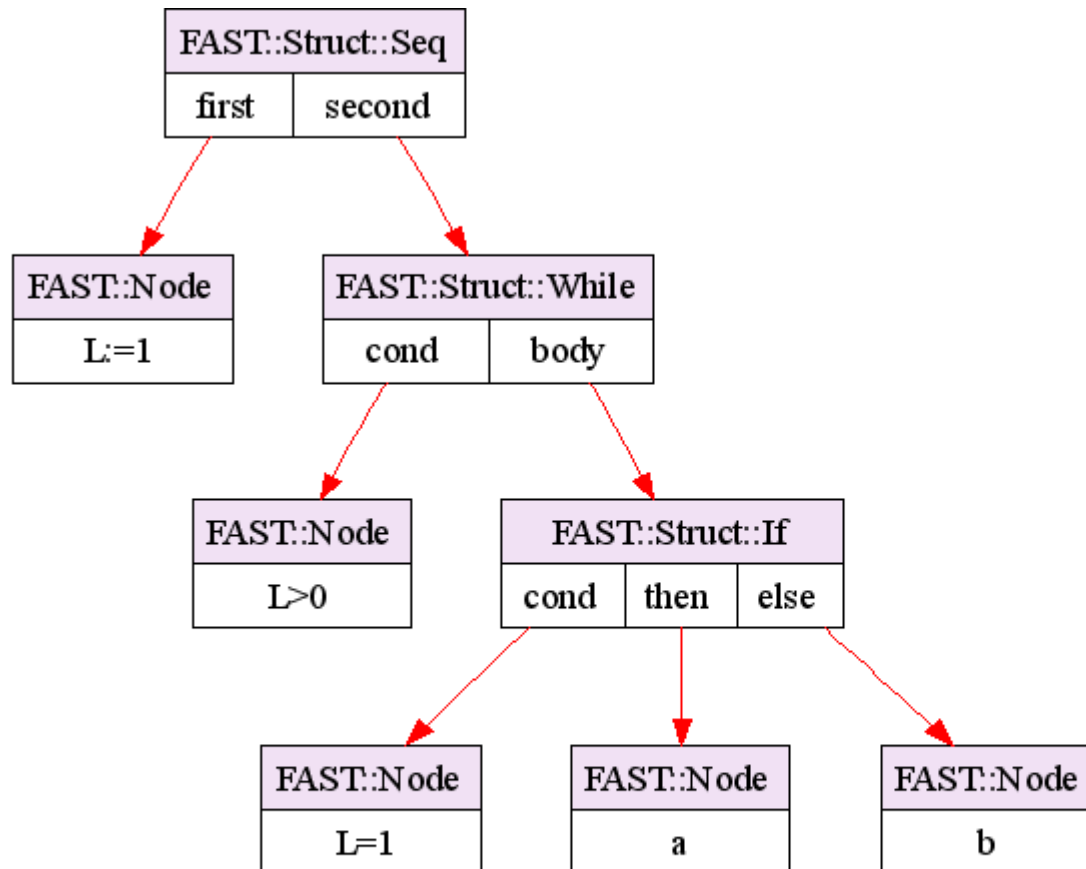 FAST::Struct::Seq
first second
FAST::Node
L:=1
FAST::Struct::While
cond body
FAST::Node
L>0
FAST::Struct::If
cond then else
FAST::Node
L=1
FAST::Node
a
FAST::Node
b